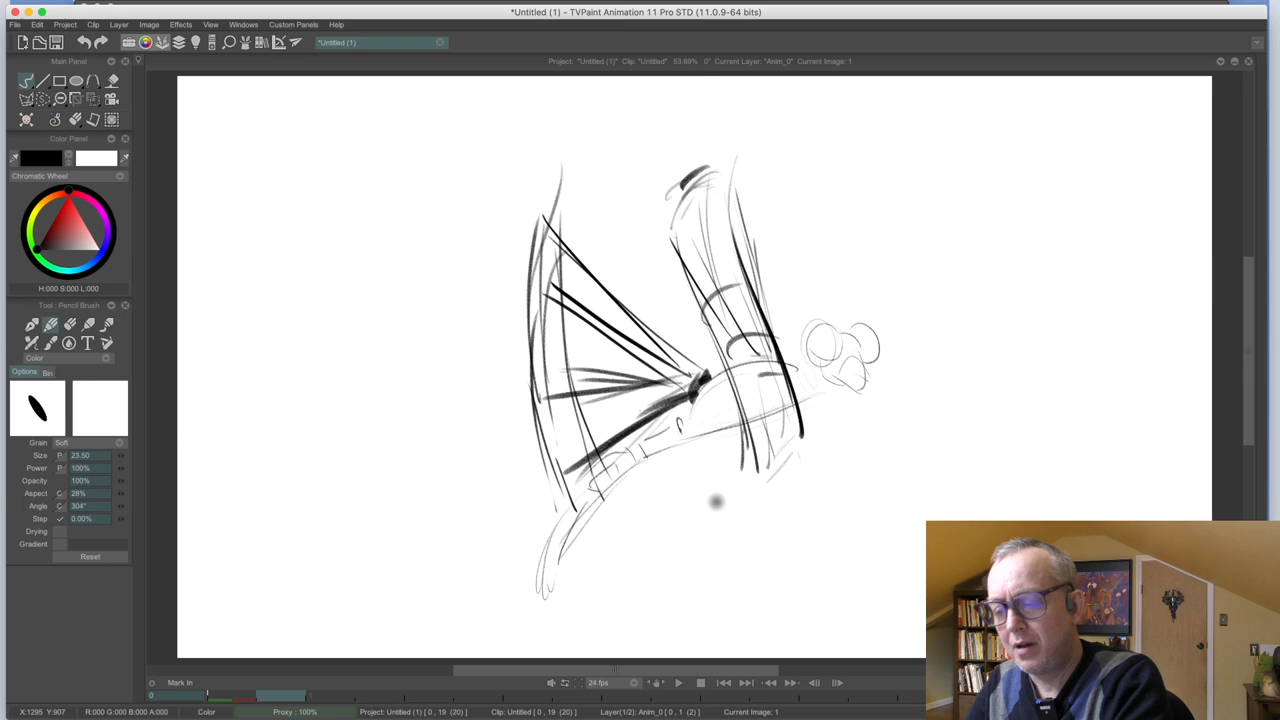 *Untitled (1) - TVPaint Animation 11 Pro STD (11.0.9-64 bits)
File Edit Project Clip Layer Image Effects View Windows Custom Panels Help
*Untitled (1)
Project: "Untitled (1)" Clip: "Untitled" 53.89% 0° Current Layer: "Anim_0" Current Image: 1
Main Panel
Color Panel
Chromatic Wheel
H:000 S:000 L:000
Tool : Pencil Brush
T
Color
Options Bin
Grain Soft
Size P 23.50
Power P 100%
Opacity 100%
Aspect C 28%
Angle C 304°
Step 0.00%
Drying
Gradient
Reset
Mark In
24 fps
0
1
X:1295 Y:907 R:000 G:000 B:000 A:000 Color Proxy : 100% Project: Untitled (1) [ 0 , 19 (20) ] Clip: Untitled [ 0 , 19 (20) ] Layer(1/2): Anim_0 [ 0 , 1 (2) ] Current Image: 1